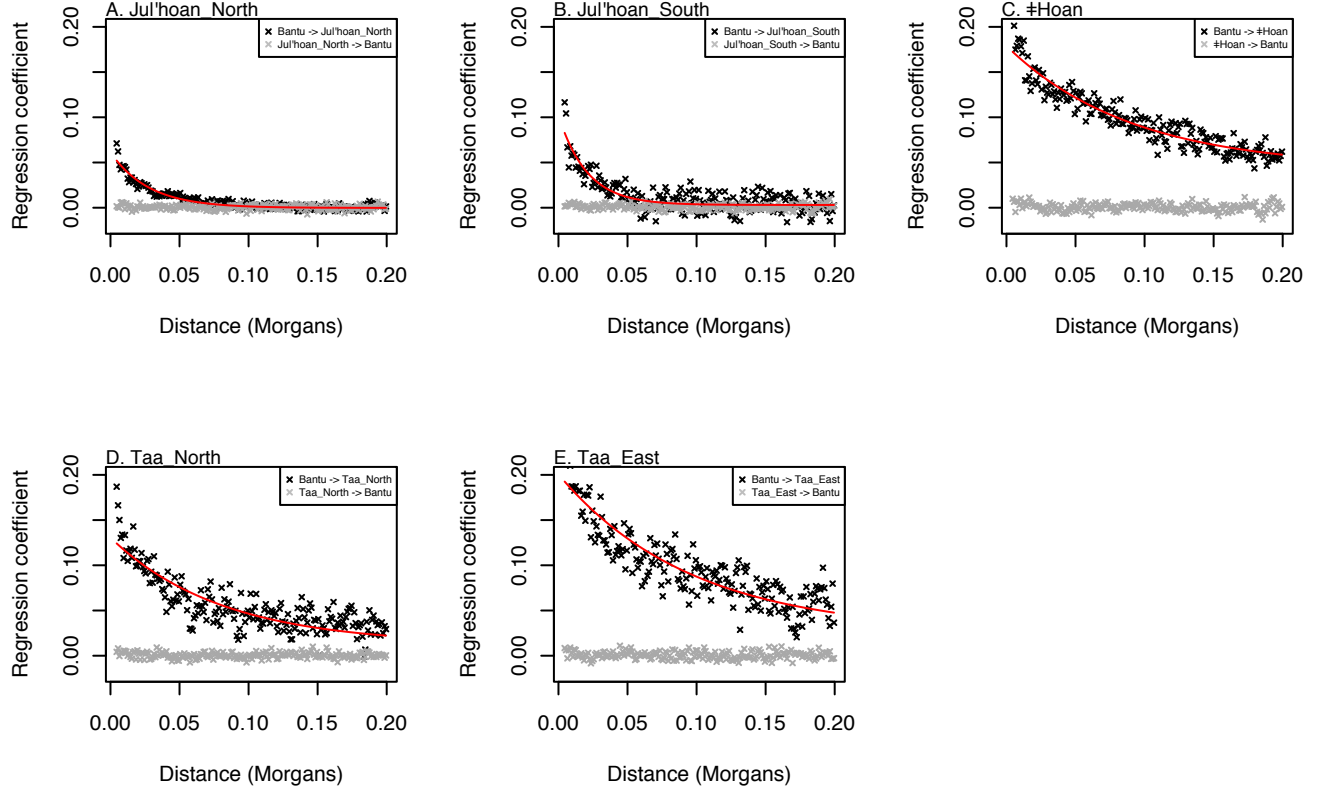 A. Jul'hoan_North
Bantu -> Jul'hoan_North
Jul'hoan_North -> Bantu
Regression coefficient
0.00 0.10 0.20
0.00 0.05 0.10 0.15 0.20
Distance (Morgans)
B. Jul'hoan_South
Bantu -> Jul'hoan_South
Jul'hoan_South -> Bantu
Regression coefficient
0.00 0.10 0.20
0.00 0.05 0.10 0.15 0.20
Distance (Morgans)
C. ǂHoan
Bantu -> ǂHoan
ǂHoan -> Bantu
Regression coefficient
0.00 0.10 0.20
0.00 0.05 0.10 0.15 0.20
Distance (Morgans)
D. Taa_North
Bantu -> Taa_North
Taa_North -> Bantu
Regression coefficient
0.00 0.10 0.20
0.00 0.05 0.10 0.15 0.20
Distance (Morgans)
E. Taa_East
Bantu -> Taa_East
Taa_East -> Bantu
Regression coefficient
0.00 0.10 0.20
0.00 0.05 0.10 0.15 0.20
Distance (Morgans)